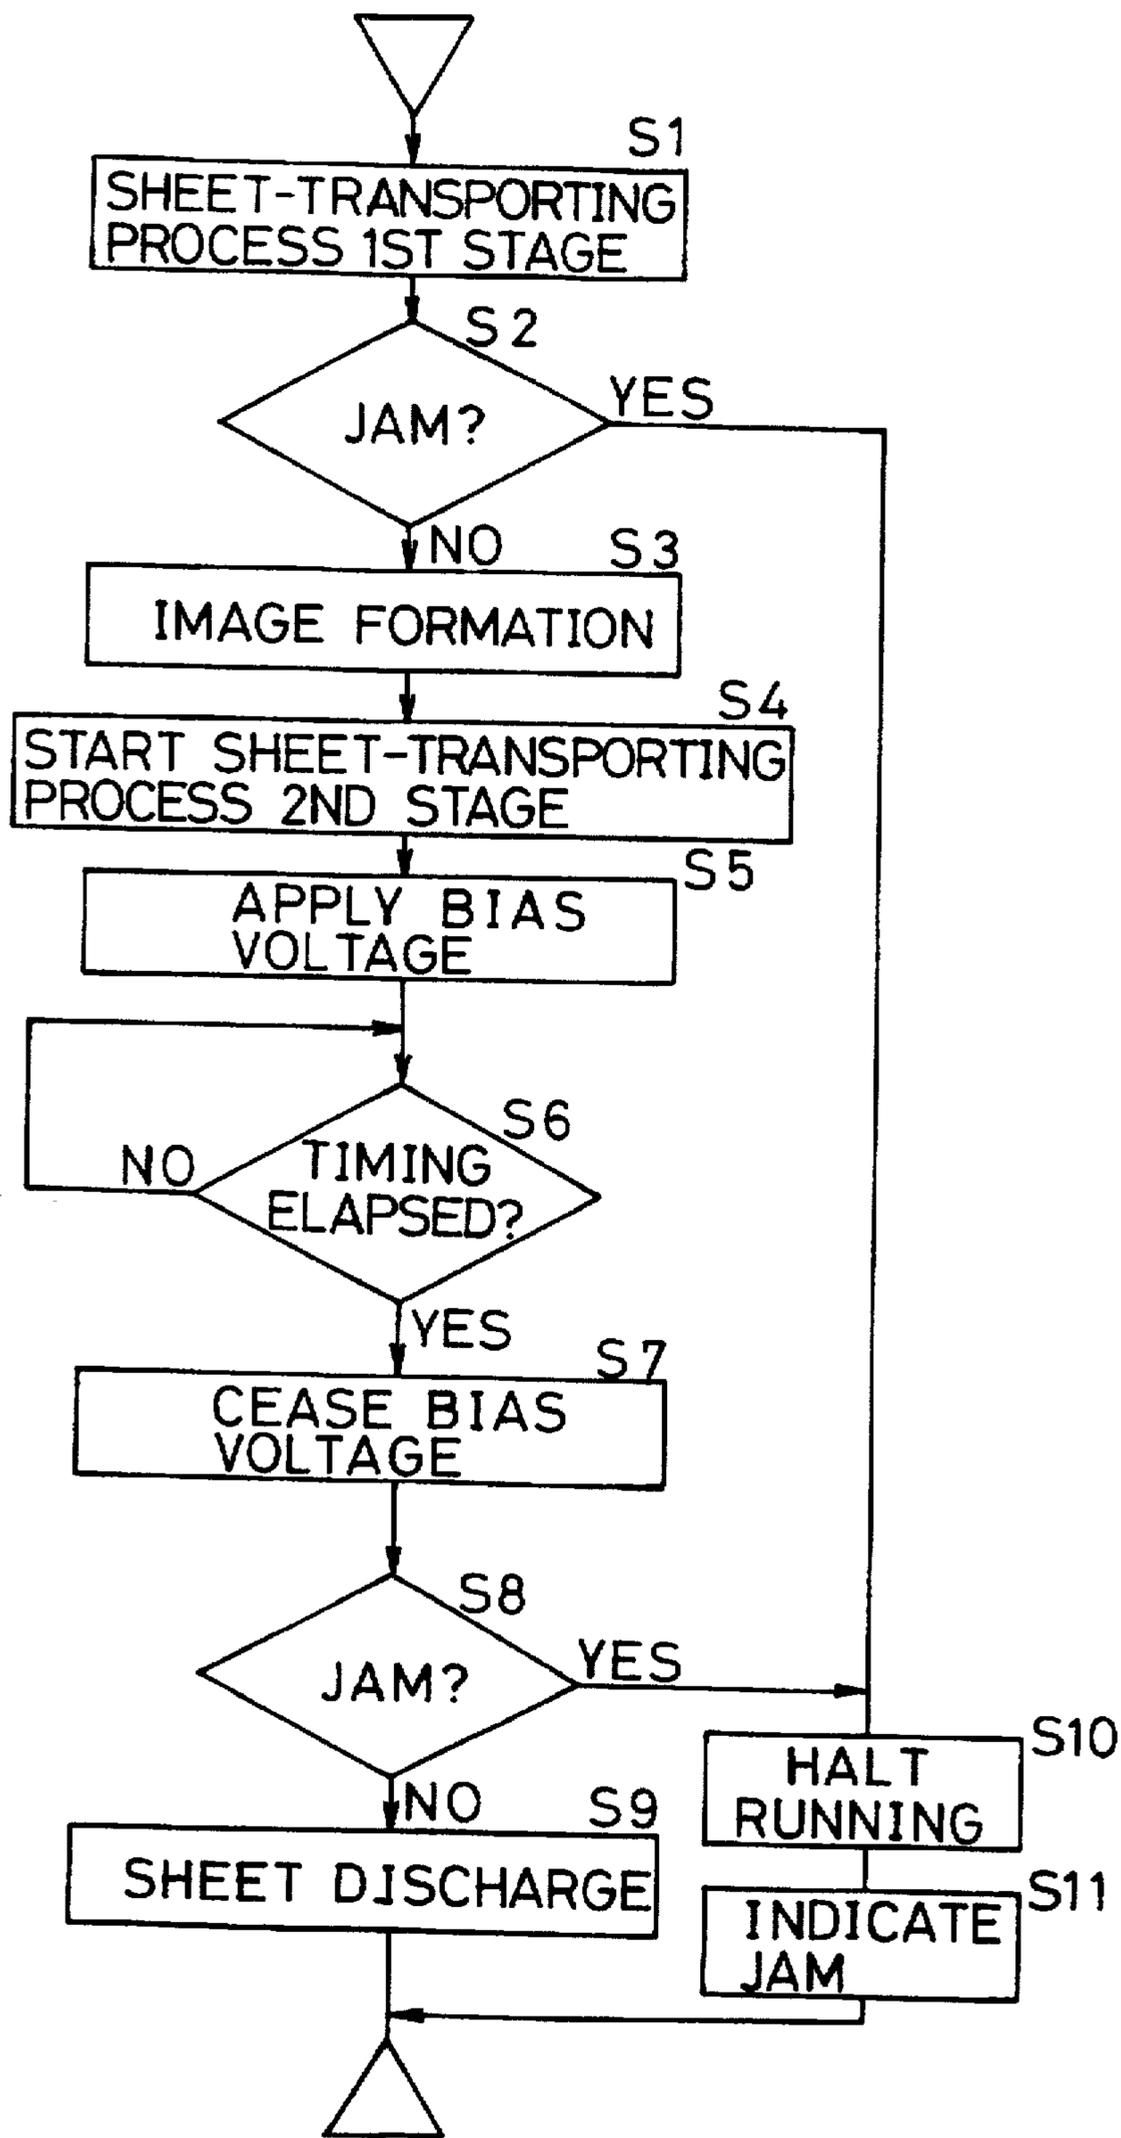 S1
SHEET-TRANSPORTING
PROCESS 1ST STAGE
S2
JAM?
YES
NO
S3
IMAGE FORMATION
S4
START SHEET-TRANSPORTING
PROCESS 2ND STAGE
S5
APPLY BIAS
VOLTAGE
S6
TIMING
ELAPSED?
NO
YES
S7
CEASE BIAS
VOLTAGE
S8
JAM?
YES
NO
S9
SHEET DISCHARGE
S10
HALT
RUNNING
S11
INDICATE
JAM